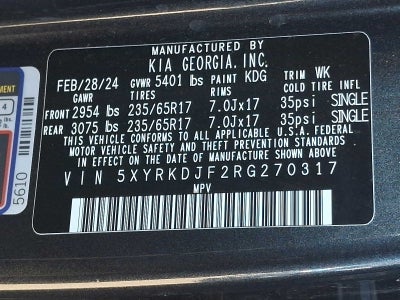 MANUFACTURED BY
KIA GEORGIA, INC.
FEB/28/24 GVWR 5401 lbs PAINT KDG TRIM WK
GAWR TIRES RIMS COLD TIRE INFL
FRONT 2954 lbs 235/65R17 7.0Jx17 35psi SINGLE
REAR 3075 lbs 235/65R17 7.0Jx17 35psi SINGLE
THIS VEHICLE CONFORMS TO ALL APPLICABLE U.S.A. FEDERAL
MOTOR VEHICLE SAFETY AND THEFT PREVENTION STANDARDS
IN EFFECT ON THE DATE OF MANUFACTURE SHOWN ABOVE
VIN 5XYRKDJF2RG270317
MPV
4
5610